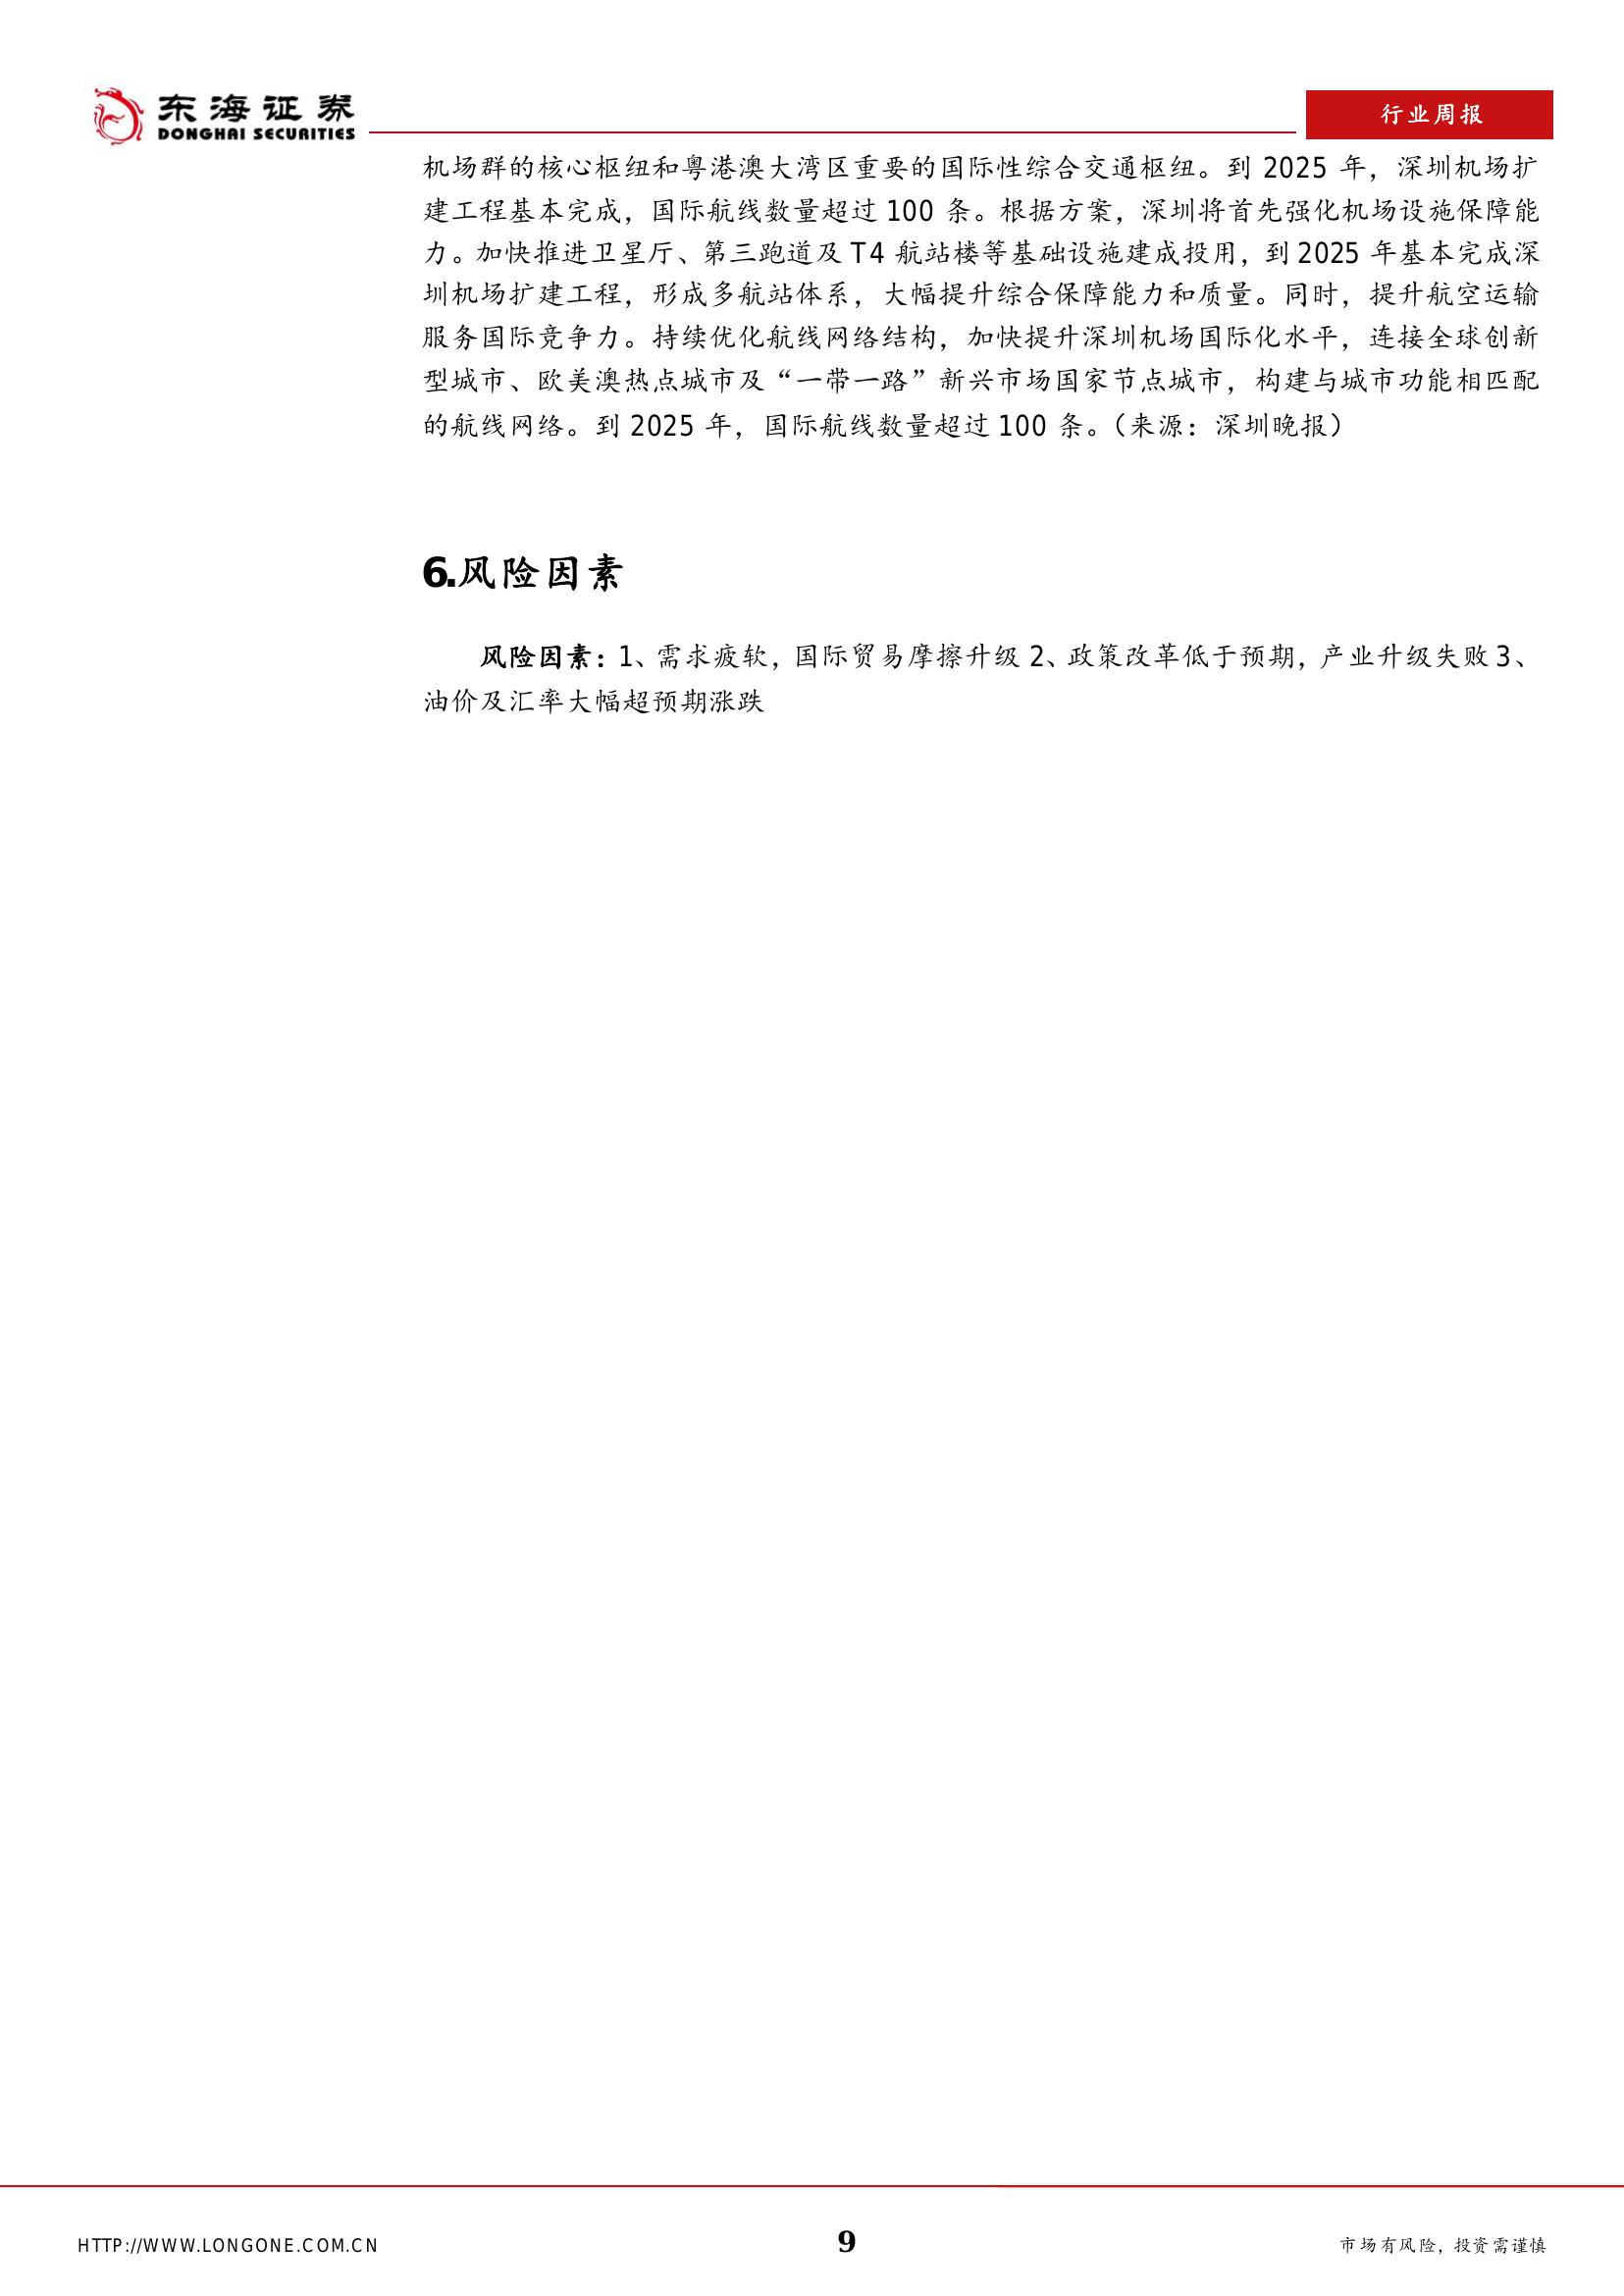 东海证券
DONGHAI SECURITIES
行业周报
机场群的核心枢纽和粤港澳大湾区重要的国际性综合交通枢纽。到 2025 年，深圳机场扩
建工程基本完成，国际航线数量超过 100 条。根据方案，深圳将首先强化机场设施保障能
力。加快推进卫星厅、第三跑道及 T4 航站楼等基础设施建成投用，到 2025 年基本完成深
圳机场扩建工程，形成多航站体系，大幅提升综合保障能力和质量。同时，提升航空运输
服务国际竞争力。持续优化航线网络结构，加快提升深圳机场国际化水平，连接全球创新
型城市、欧美澳热点城市及“一带一路”新兴市场国家节点城市，构建与城市功能相匹配
的航线网络。到 2025 年，国际航线数量超过 100 条。（来源：深圳晚报）
6.风险因素
风险因素：1、需求疲软，国际贸易摩擦升级 2、政策改革低于预期，产业升级失败 3、
油价及汇率大幅超预期涨跌
HTTP://WWW.LONGONE.COM.CN
9
市场有风险，投资需谨慎